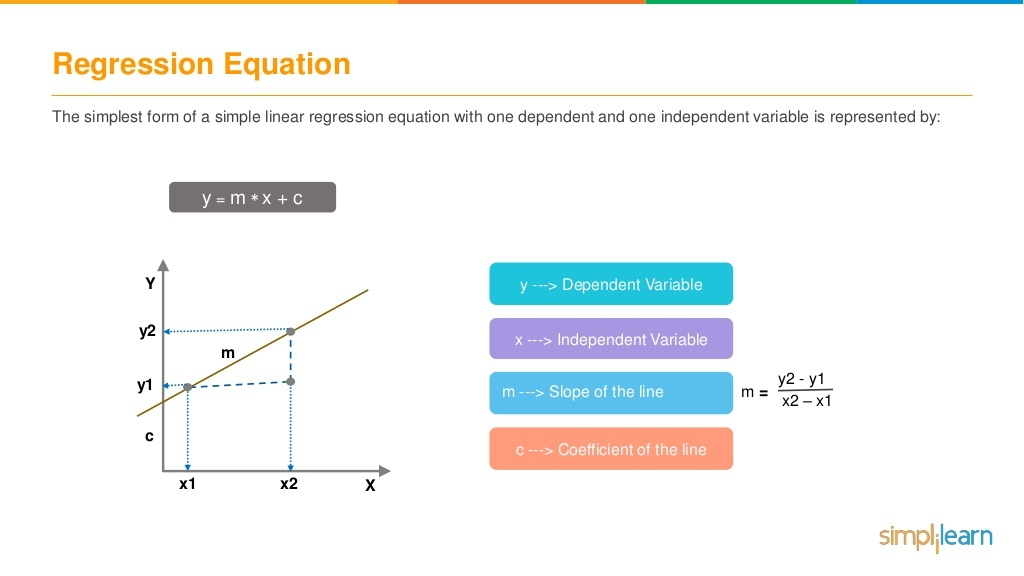 Regression Equation
The simplest form of a simple linear regression equation with one dependent and one independent variable is represented by:
y = m * x + c
Y
y2
m
y1
c
x1 x2 X
y ---> Dependent Variable
x ---> Independent Variable
m ---> Slope of the line
m =
y2 - y1
x2 – x1
c ---> Coefficient of the line
simplilearn